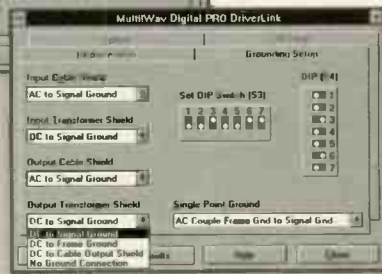 MultiWav Digital PRO DriverLink
Grounding Setup
Input Cable
AC to Signal Ground
Input Transformer Shield
DC to Signal Ground
Output Cable Shield
AC to Signal Ground
Output Transformer Shield
DC to Signal Ground
DC to Signal Ground
DC to Frame Ground
DC to Cable Output Shield
No Ground Connection
Set DIP Switch [S3]
1 2 3 4 5 6 7
DIP
1
2
3
4
5
6
7
Single Point Ground
AC Couple Frame Gnd to Signal Gnd
Help
Close